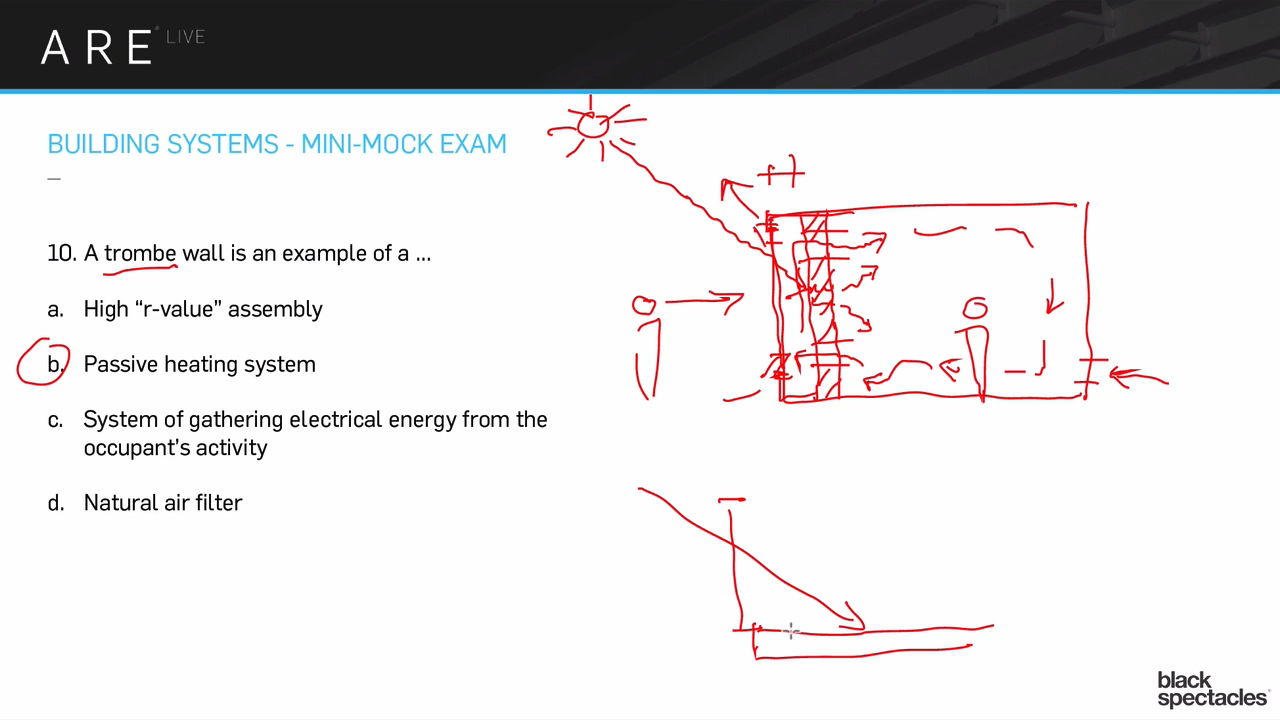 ARE® LIVE
BUILDING SYSTEMS - MINI-MOCK EXAM
10. A trombe wall is an example of a ...
a. High “r-value” assembly
b. Passive heating system
c. System of gathering electrical energy from the
occupant's activity
d. Natural air filter
black
spectacles